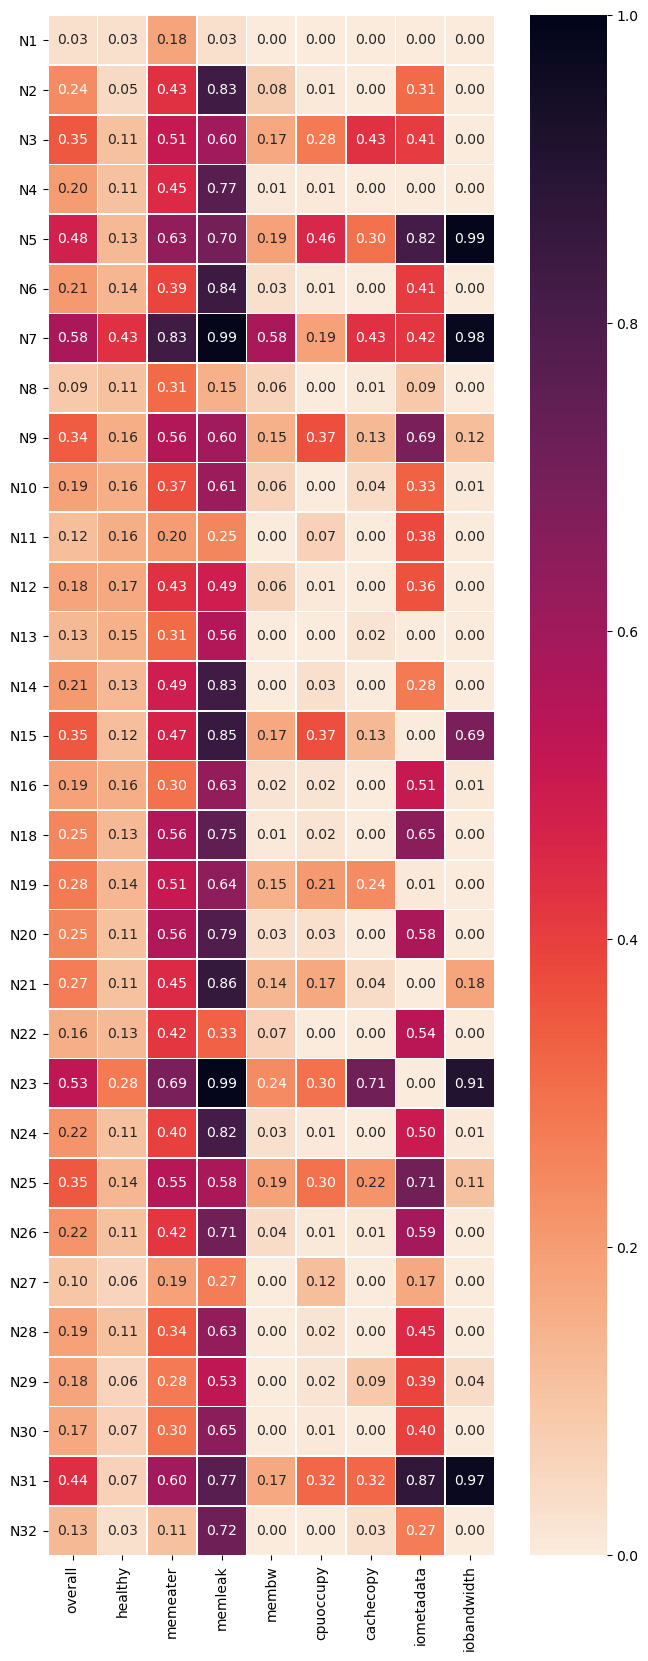 N1 0.03 0.03 0.18 0.03 0.00 0.00 0.00 0.00 0.00
N2 0.24 0.05 0.43 0.83 0.08 0.01 0.00 0.31 0.00
N3 0.35 0.11 0.51 0.60 0.17 0.28 0.43 0.41 0.00
N4 0.20 0.11 0.45 0.77 0.01 0.01 0.00 0.00 0.00
N5 0.48 0.13 0.63 0.70 0.19 0.46 0.30 0.82 0.99
N6 0.21 0.14 0.39 0.84 0.03 0.01 0.00 0.41 0.00
N7 0.58 0.43 0.83 0.99 0.58 0.19 0.43 0.42 0.98
N8 0.09 0.11 0.31 0.15 0.06 0.00 0.01 0.09 0.00
N9 0.34 0.16 0.56 0.60 0.15 0.37 0.13 0.69 0.12
N10 0.19 0.16 0.37 0.61 0.06 0.00 0.04 0.33 0.01
N11 0.12 0.16 0.20 0.25 0.00 0.07 0.00 0.38 0.00
N12 0.18 0.17 0.43 0.49 0.06 0.01 0.00 0.36 0.00
N13 0.13 0.15 0.31 0.56 0.00 0.00 0.02 0.00 0.00
N14 0.21 0.13 0.49 0.83 0.00 0.03 0.00 0.28 0.00
N15 0.35 0.12 0.47 0.85 0.17 0.37 0.13 0.00 0.69
N16 0.19 0.16 0.30 0.63 0.02 0.02 0.00 0.51 0.01
N18 0.25 0.13 0.56 0.75 0.01 0.02 0.00 0.65 0.00
N19 0.28 0.14 0.51 0.64 0.15 0.21 0.24 0.01 0.00
N20 0.25 0.11 0.56 0.79 0.03 0.03 0.00 0.58 0.00
N21 0.27 0.11 0.45 0.86 0.14 0.17 0.04 0.00 0.18
N22 0.16 0.13 0.42 0.33 0.07 0.00 0.00 0.54 0.00
N23 0.53 0.28 0.69 0.99 0.24 0.30 0.71 0.00 0.91
N24 0.22 0.11 0.40 0.82 0.03 0.01 0.00 0.50 0.01
N25 0.35 0.14 0.55 0.58 0.19 0.30 0.22 0.71 0.11
N26 0.22 0.11 0.42 0.71 0.04 0.01 0.01 0.59 0.00
N27 0.10 0.06 0.19 0.27 0.00 0.12 0.00 0.17 0.00
N28 0.19 0.11 0.34 0.63 0.00 0.02 0.00 0.45 0.00
N29 0.18 0.06 0.28 0.53 0.00 0.02 0.09 0.39 0.04
N30 0.17 0.07 0.30 0.65 0.00 0.01 0.00 0.40 0.00
N31 0.44 0.07 0.60 0.77 0.17 0.32 0.32 0.87 0.97
N32 0.13 0.03 0.11 0.72 0.00 0.00 0.03 0.27 0.00
overall healthy memeater memleak membw cpuoccupy cachecopy iometadata iobandwidth
1.0
0.8
0.6
0.4
0.2
0.0